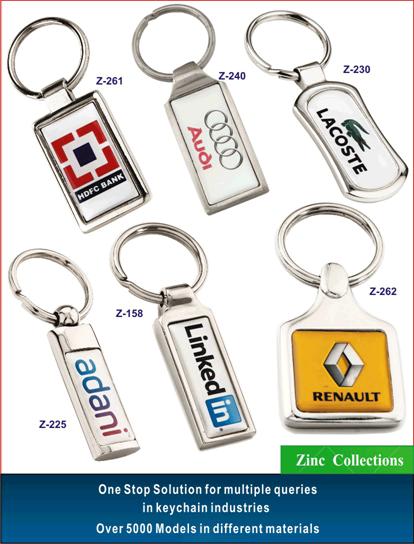 Z-261
Z-240
Z-230
HDFC BANK
Audi
LACOSTE
Z-158
Z-262
Z-225
adani
Linked in
RENAULT
Zinc Collections
One Stop Solution for multiple queries
in keychain industries
Over 5000 Models in different materials